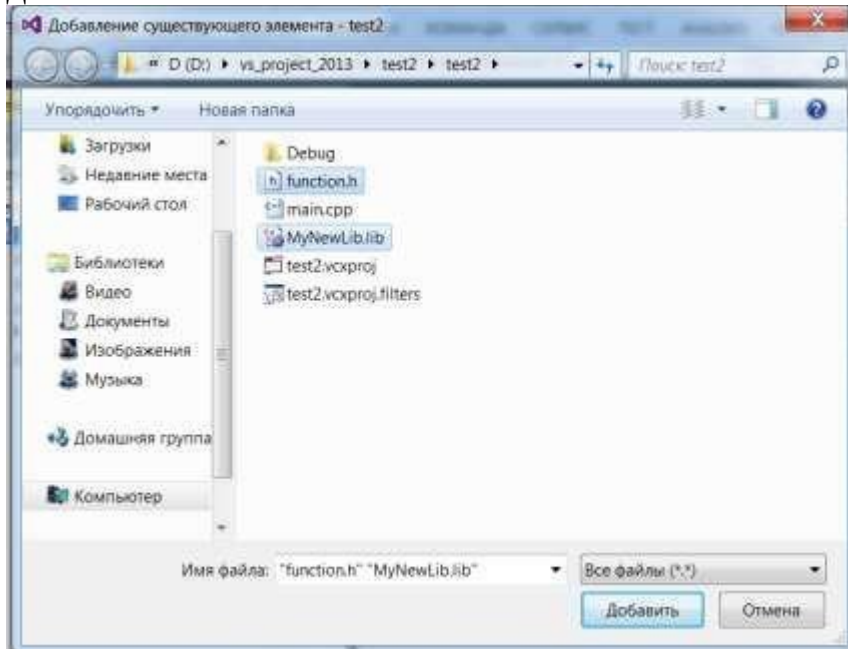 Добавление существующего элемента - test2
D (D:) vs_project_2013 test2 test2
Поиск: test2
Упорядочить Новая папка
Загрузки
Недавние места
Рабочий стол
Библиотеки
Видео
Документы
Изображения
Музыка
Домашняя группа
Компьютер
Debug
function.h
main.cpp
MyNewLib.lib
test2.vcxproj
test2.vcxproj.filters
Имя файла: "function.h" "MyNewLib.lib"
Все файлы (*.*)
Добавить Отмена